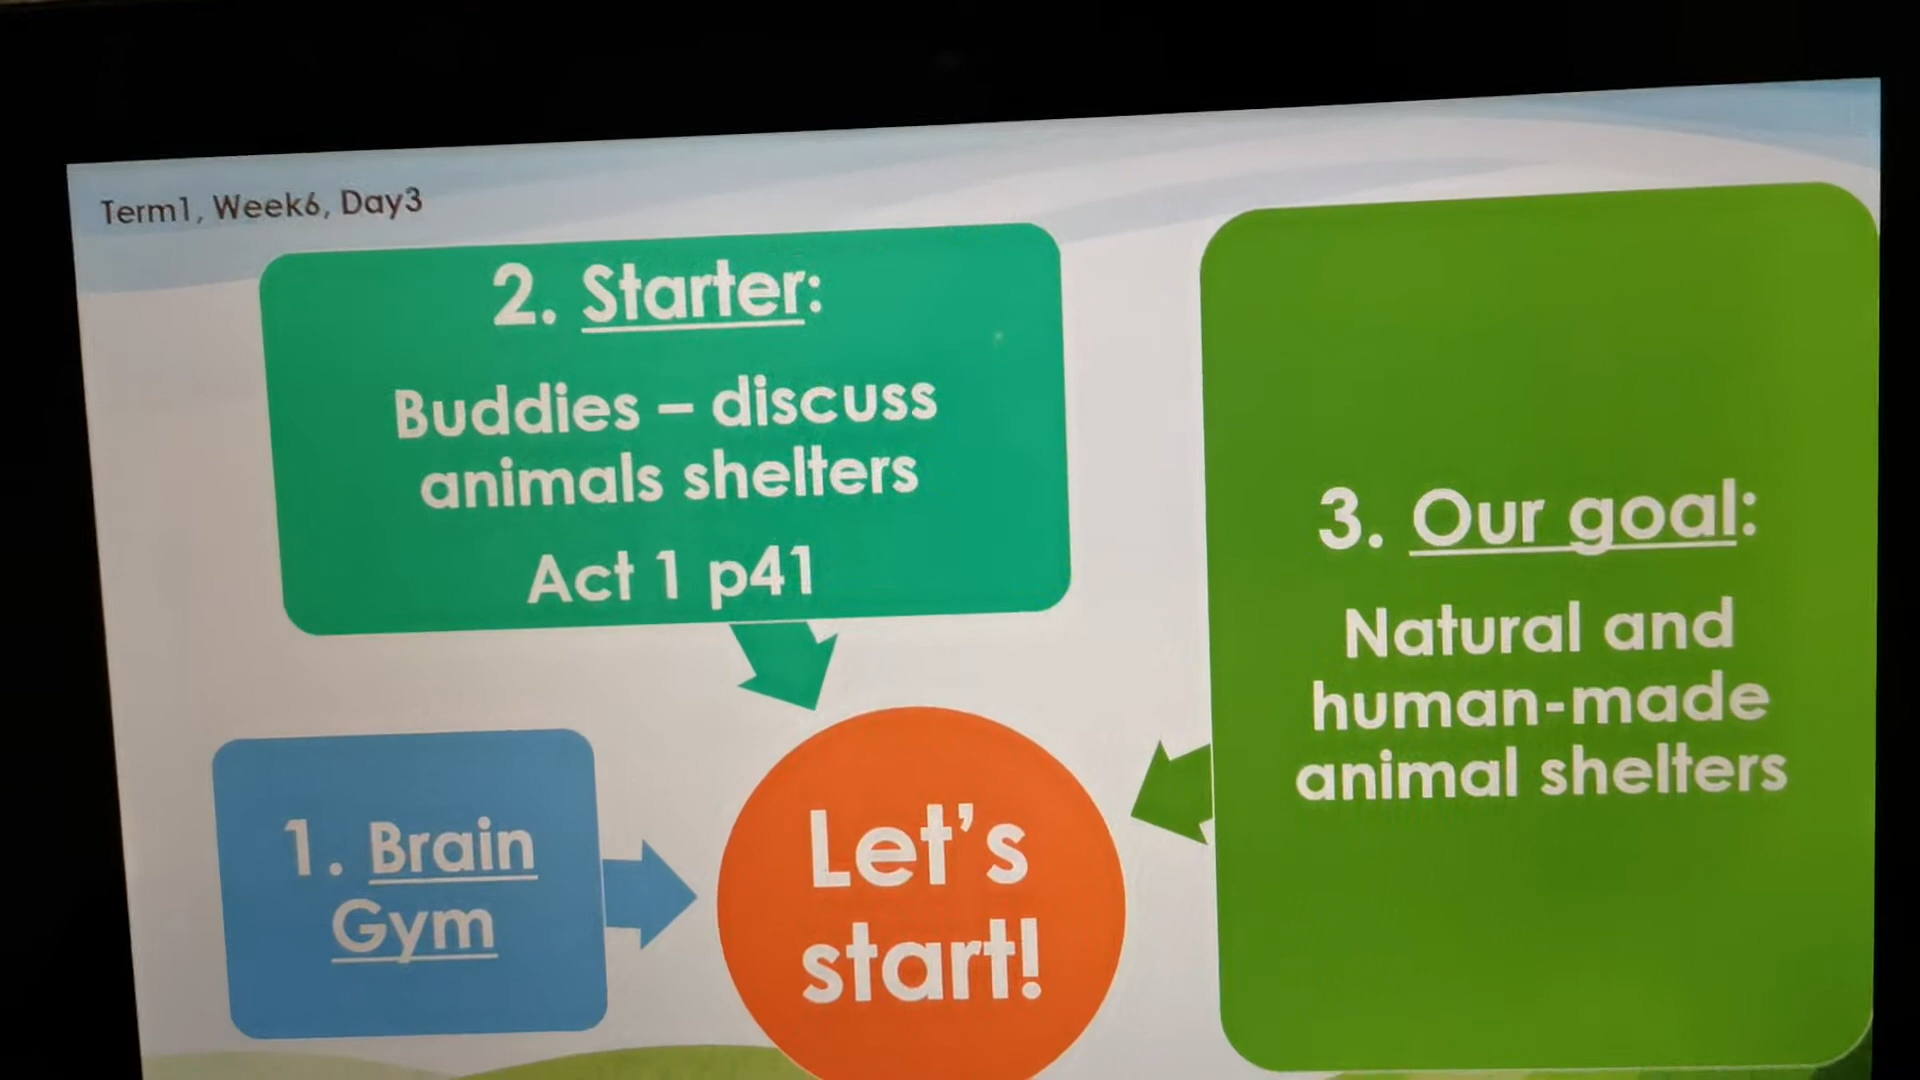 Term1, Week6, Day3
2. Starter:
Buddies – discuss
animals shelters
Act 1 p41
1. Brain
Gym
Let's
start!
3. Our goal:
Natural and
human-made
animal shelters